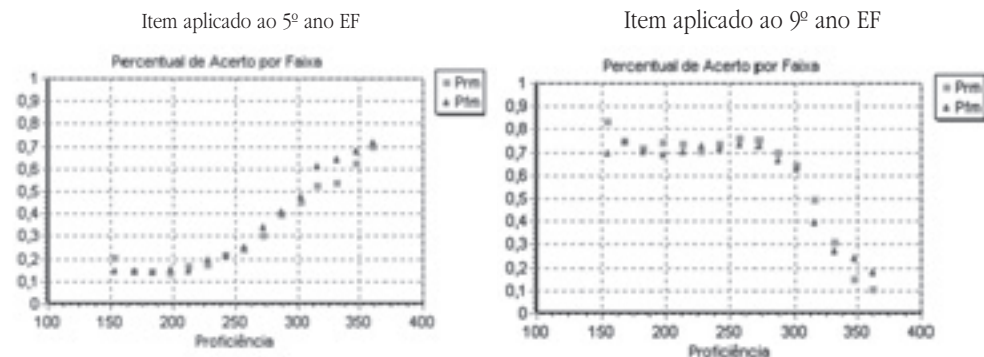 Item aplicado ao 5º ano EF
Percentual de Acerto por Faixa
Prm
Pfm
1
0,9
0,8
0,7
0,6
0,5
0,4
0,3
0,2
0,1
0
100 150 200 250 300 350 400
Proficiência
Item aplicado ao 9º ano EF
Percentual de Acerto por Faixa
Prm
Pfm
1
0,9
0,8
0,7
0,6
0,5
0,4
0,3
0,2
0,1
0
100 150 200 250 300 350 400
Proficiência